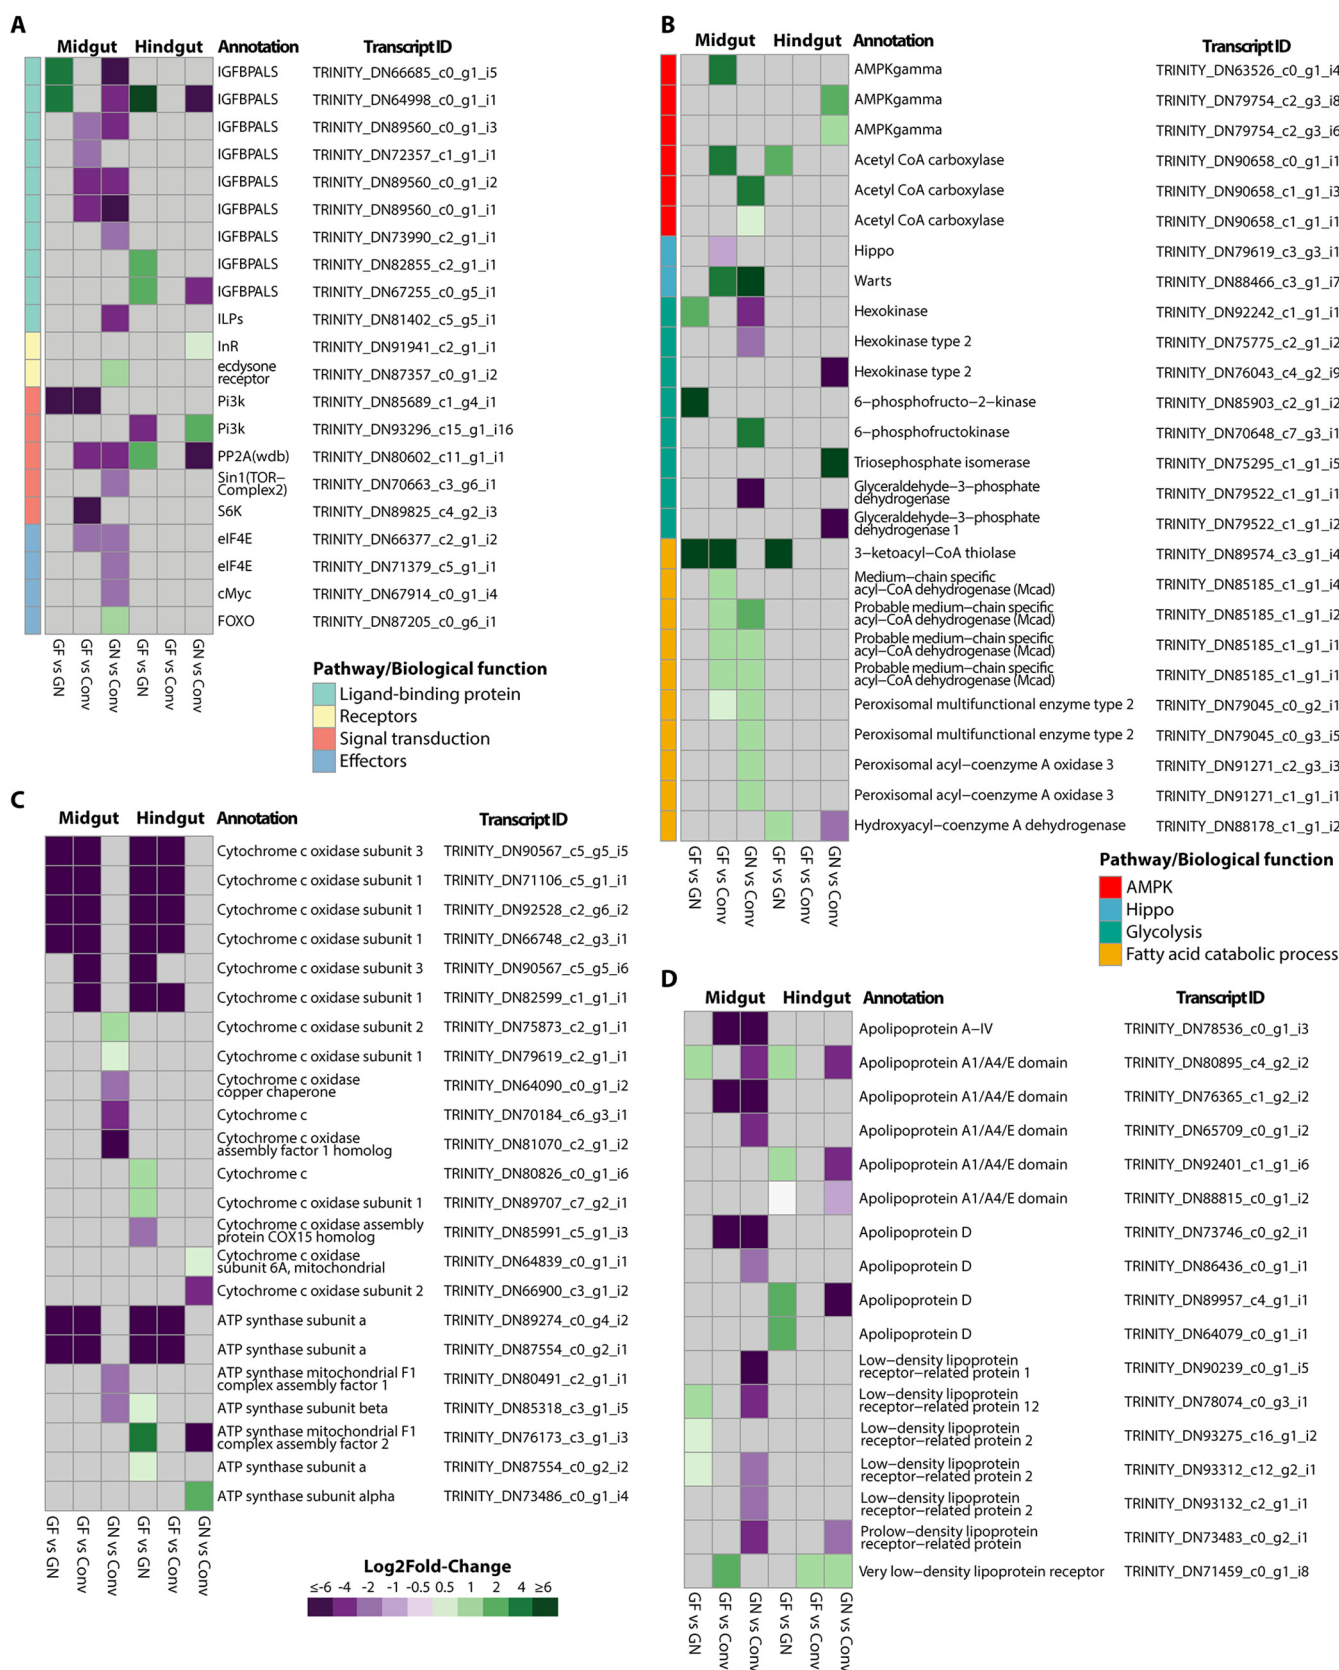 A
Midgut Hindgut Annotation Transcript ID
IGFBPALS TRINITY_DN66685_c0_g1_i5
IGFBPALS TRINITY_DN64998_c0_g1_i1
IGFBPALS TRINITY_DN89560_c0_g1_i3
IGFBPALS TRINITY_DN72357_c1_g1_i1
IGFBPALS TRINITY_DN89560_c0_g1_i2
IGFBPALS TRINITY_DN89560_c0_g1_i1
IGFBPALS TRINITY_DN73990_c2_g1_i1
IGFBPALS TRINITY_DN82855_c2_g1_i1
IGFBPALS TRINITY_DN67255_c0_g5_i1
ILPs TRINITY_DN81402_c5_g5_i1
InR TRINITY_DN91941_c2_g1_i1
ecdysone
receptor TRINITY_DN87357_c0_g1_i2
Pi3k TRINITY_DN85689_c1_g4_i1
Pi3k TRINITY_DN93296_c15_g1_i16
PP2A(wdb) TRINITY_DN80602_c11_g1_i1
Sin1(TOR−
Complex2) TRINITY_DN70663_c3_g6_i1
S6K TRINITY_DN89825_c4_g2_i3
eIF4E TRINITY_DN66377_c2_g1_i2
eIF4E TRINITY_DN71379_c5_g1_i1
cMyc TRINITY_DN67914_c0_g1_i4
FOXO TRINITY_DN87205_c0_g6_i1
GF vs GN
GF vs Conv
GN vs Conv
GF vs GN
GF vs Conv
GN vs Conv
Pathway/Biological function
Ligand-binding protein
Receptors
Signal transduction
Effectors
B
Midgut Hindgut Annotation Transcript ID
AMPKgamma TRINITY_DN63526_c0_g1_i4
AMPKgamma TRINITY_DN79754_c2_g3_i8
AMPKgamma TRINITY_DN79754_c2_g3_i6
Acetyl CoA carboxylase TRINITY_DN90658_c0_g1_i1
Acetyl CoA carboxylase TRINITY_DN90658_c1_g1_i3
Acetyl CoA carboxylase TRINITY_DN90658_c1_g1_i1
Hippo TRINITY_DN79619_c3_g3_i1
Warts TRINITY_DN88466_c3_g1_i7
Hexokinase TRINITY_DN92242_c1_g1_i1
Hexokinase type 2 TRINITY_DN75775_c2_g1_i2
Hexokinase type 2 TRINITY_DN76043_c4_g2_i9
6−phosphofructo−2−kinase TRINITY_DN85903_c2_g1_i2
6−phosphofructokinase TRINITY_DN70648_c7_g3_i1
Triosephosphate isomerase TRINITY_DN75295_c1_g1_i5
Glyceraldehyde−3−phosphate
dehydrogenase TRINITY_DN79522_c1_g1_i1
Glyceraldehyde−3−phosphate
dehydrogenase 1 TRINITY_DN79522_c1_g1_i2
3−ketoacyl−CoA thiolase TRINITY_DN89574_c3_g1_i4
Medium−chain specific
acyl−CoA dehydrogenase (Mcad) TRINITY_DN85185_c1_g1_i4
Probable medium−chain specific
acyl−CoA dehydrogenase (Mcad) TRINITY_DN85185_c1_g1_i2
Probable medium−chain specific
acyl−CoA dehydrogenase (Mcad) TRINITY_DN85185_c1_g1_i1
Probable medium−chain specific
acyl−CoA dehydrogenase (Mcad) TRINITY_DN85185_c1_g1_i1
Peroxisomal multifunctional enzyme type 2 TRINITY_DN79045_c0_g2_i1
Peroxisomal multifunctional enzyme type 2 TRINITY_DN79045_c0_g3_i5
Peroxisomal acyl−coenzyme A oxidase 3 TRINITY_DN91271_c2_g3_i3
Peroxisomal acyl−coenzyme A oxidase 3 TRINITY_DN91271_c1_g1_i1
Hydroxyacyl−coenzyme A dehydrogenase TRINITY_DN88178_c1_g1_i2
GF vs GN
GF vs Conv
GN vs Conv
GF vs GN
GF vs Conv
GN vs Conv
Pathway/Biological function
AMPK
Hippo
Glycolysis
Fatty acid catabolic process
C
Midgut Hindgut Annotation Transcript ID
Cytochrome c oxidase subunit 3 TRINITY_DN90567_c5_g5_i5
Cytochrome c oxidase subunit 1 TRINITY_DN71106_c5_g1_i1
Cytochrome c oxidase subunit 1 TRINITY_DN92528_c2_g6_i2
Cytochrome c oxidase subunit 1 TRINITY_DN66748_c2_g3_i1
Cytochrome c oxidase subunit 3 TRINITY_DN90567_c5_g5_i6
Cytochrome c oxidase subunit 1 TRINITY_DN82599_c1_g1_i1
Cytochrome c oxidase subunit 2 TRINITY_DN75873_c2_g1_i1
Cytochrome c oxidase subunit 1 TRINITY_DN79619_c2_g1_i1
Cytochrome c oxidase
copper chaperone TRINITY_DN64090_c0_g1_i2
Cytochrome c TRINITY_DN70184_c6_g3_i1
Cytochrome c oxidase
assembly factor 1 homolog TRINITY_DN81070_c2_g1_i2
Cytochrome c TRINITY_DN80826_c0_g1_i6
Cytochrome c oxidase subunit 1 TRINITY_DN89707_c7_g2_i1
Cytochrome c oxidase assembly
protein COX15 homolog TRINITY_DN85991_c5_g1_i3
Cytochrome c oxidase
subunit 6A, mitochondrial TRINITY_DN64839_c0_g1_i1
Cytochrome c oxidase subunit 2 TRINITY_DN66900_c3_g1_i2
ATP synthase subunit a TRINITY_DN89274_c0_g4_i2
ATP synthase subunit a TRINITY_DN87554_c0_g2_i1
ATP synthase mitochondrial F1
complex assembly factor 1 TRINITY_DN80491_c2_g1_i1
ATP synthase subunit beta TRINITY_DN85318_c3_g1_i5
ATP synthase mitochondrial F1
complex assembly factor 2 TRINITY_DN76173_c3_g1_i3
ATP synthase subunit a TRINITY_DN87554_c0_g2_i2
ATP synthase subunit alpha TRINITY_DN73486_c0_g1_i4
GF vs GN
GF vs Conv
GN vs Conv
GF vs GN
GF vs Conv
GN vs Conv
Log2Fold-Change
≤-6 -4 -2 -1 -0.5 0.5 1 2 4 ≥6
D
Midgut Hindgut Annotation Transcript ID
Apolipoprotein A−IV TRINITY_DN78536_c0_g1_i3
Apolipoprotein A1/A4/E domain TRINITY_DN80895_c4_g2_i2
Apolipoprotein A1/A4/E domain TRINITY_DN76365_c1_g2_i2
Apolipoprotein A1/A4/E domain TRINITY_DN65709_c0_g1_i2
Apolipoprotein A1/A4/E domain TRINITY_DN92401_c1_g1_i6
Apolipoprotein A1/A4/E domain TRINITY_DN88815_c0_g1_i2
Apolipoprotein D TRINITY_DN73746_c0_g2_i1
Apolipoprotein D TRINITY_DN86436_c0_g1_i1
Apolipoprotein D TRINITY_DN89957_c4_g1_i1
Apolipoprotein D TRINITY_DN64079_c0_g1_i1
Low−density lipoprotein
receptor−related protein 1 TRINITY_DN90239_c0_g1_i5
Low−density lipoprotein
receptor−related protein 12 TRINITY_DN78074_c0_g3_i1
Low−density lipoprotein
receptor−related protein 2 TRINITY_DN93275_c16_g1_i2
Low−density lipoprotein
receptor−related protein 2 TRINITY_DN93312_c12_g2_i1
Low−density lipoprotein
receptor−related protein 2 TRINITY_DN93132_c2_g1_i1
Prolow−density lipoprotein
receptor−related protein TRINITY_DN73483_c0_g2_i1
Very low−density lipoprotein receptor TRINITY_DN71459_c0_g1_i8
GF vs GN
GF vs Conv
GN vs Conv
GF vs GN
GF vs Conv
GN vs Conv